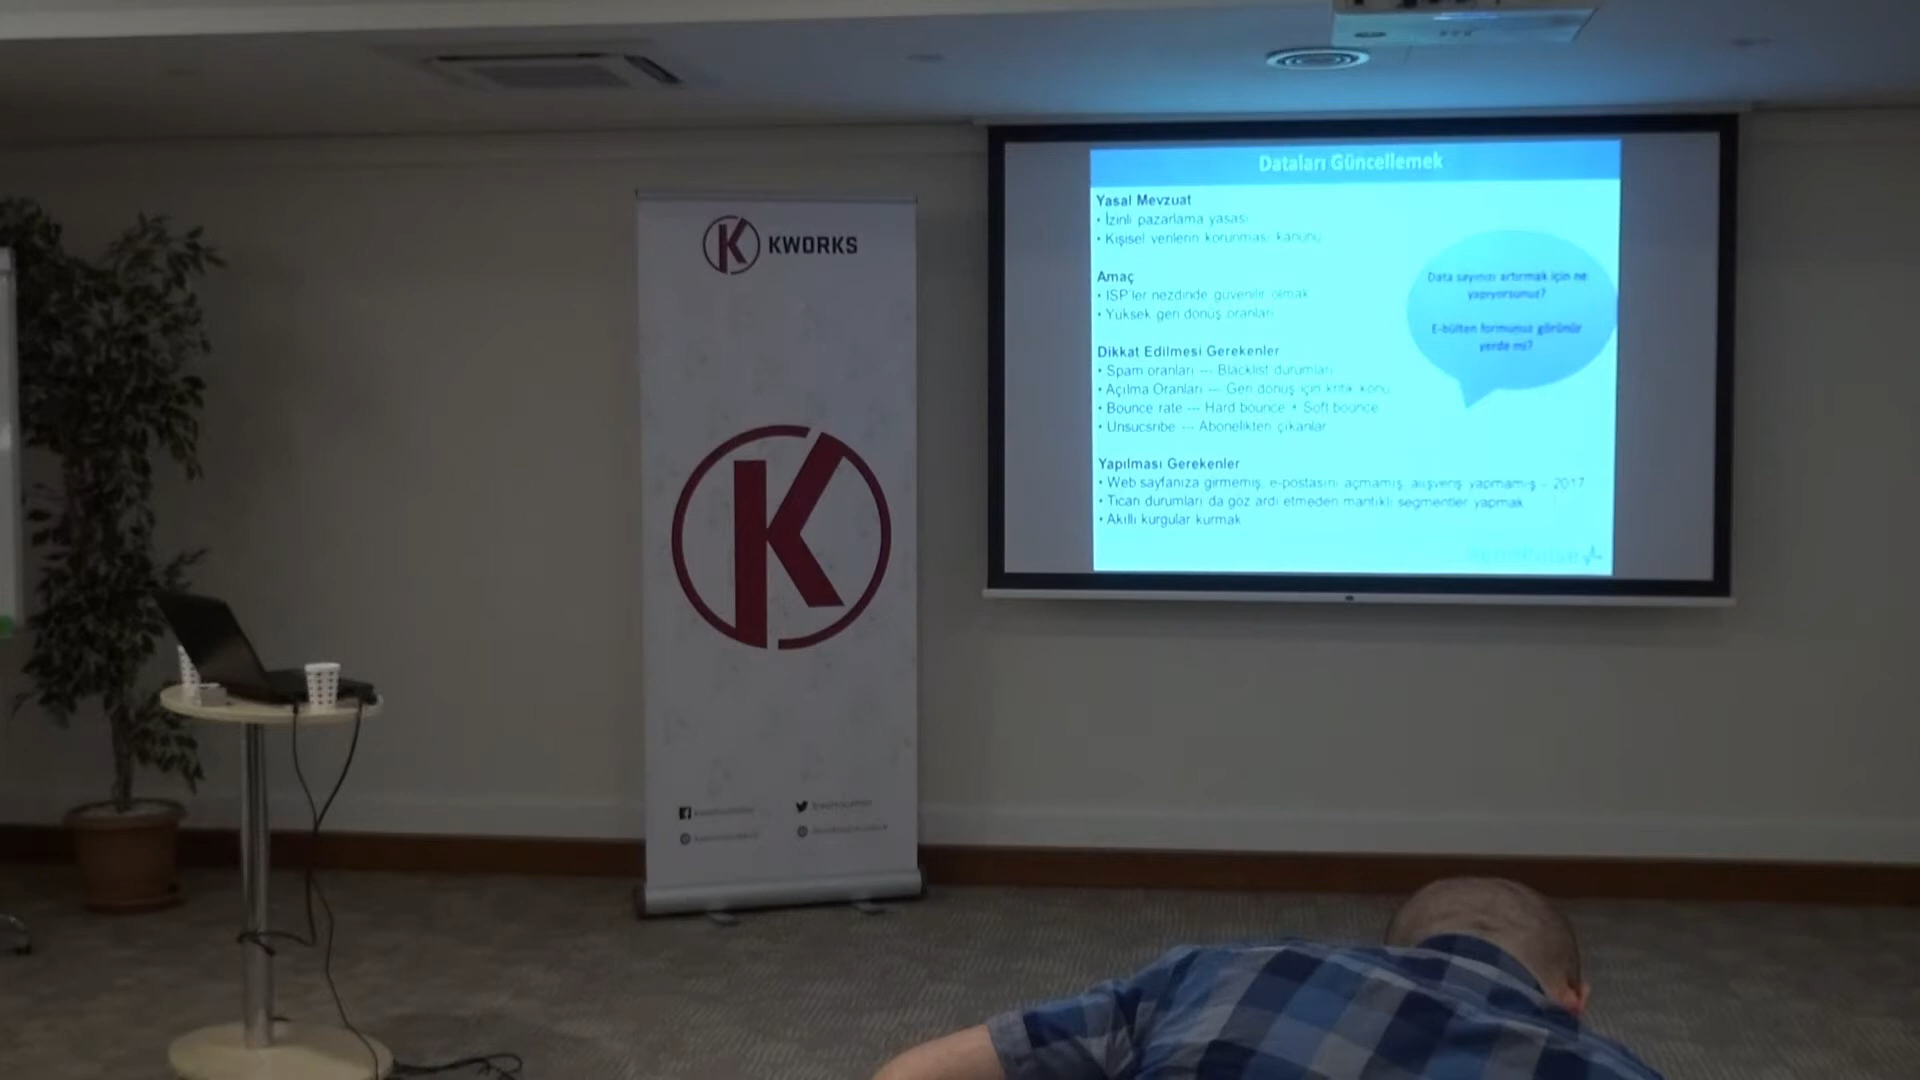 KWORKS
Dataları Güncellemek
Yasal Mevzuat
• İzinli pazarlama yasası
• Kişisel verilerin korunması kanunu
Amaç
• ISP'ler nezdinde güvenilir olmak
• Yüksek geri dönüş oranları
Dikkat Edilmesi Gerekenler
• Spam oranları --- Blacklist durumları
• Açılma Oranları --- Geri dönüş için kritik konu
• Bounce rate --- Hard bounce + Soft bounce
• Unsucsribe --- Abonelikten çıkanlar
Yapılması Gerekenler
• Web sayfanıza girmemiş, e-postasını açmamış, alışveriş yapmamış – 2017
• Ticari durumları da göz ardı etmeden mantıklı segmentler yapmak
• Akıllı kurgular kurmak
Data sayınızı artırmak için ne
yapıyorsunuz?
E-bülten formunuz görünür
yerde mi?